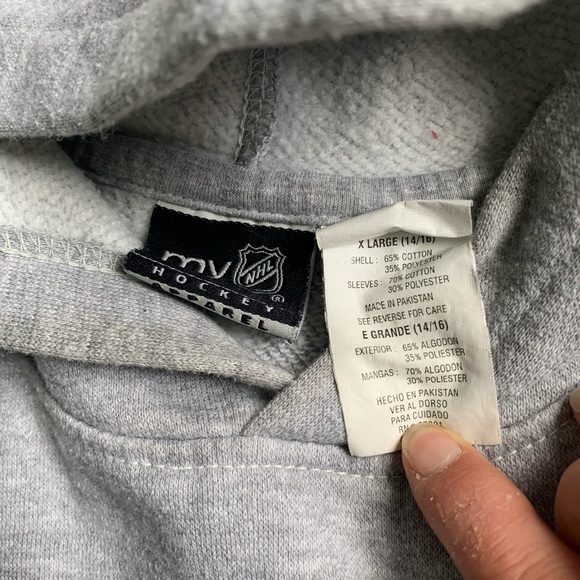 mv NHL
HOCKEY ®
APPAREL
X LARGE (14/16)
SHELL : 65% COTTON
35% POLYESTER
SLEEVES : 70% COTTON
30% POLYESTER
MADE IN PAKISTAN
SEE REVERSE FOR CARE
E GRANDE (14/16)
EXTERIOR : 65% ALGODON
35% POLIESTER
MANGAS : 70% ALGODON
30% POLIESTER
HECHO EN PAKISTAN
VER AL DORSO
PARA CUIDADO